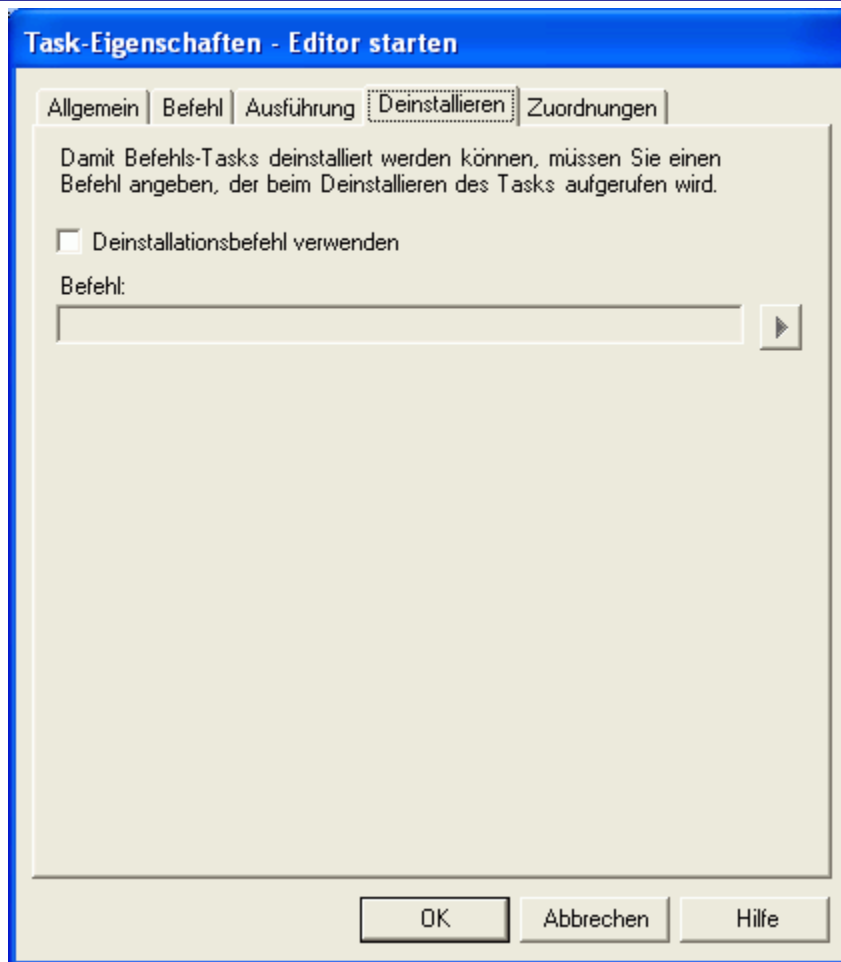 Task-Eigenschaften - Editor starten
Allgemein Befehl Ausführung Deinstallieren Zuordnungen
Damit Befehls-Tasks deinstalliert werden können, müssen Sie einen
Befehl angeben, der beim Deinstallieren des Tasks aufgerufen wird.
Deinstallationsbefehl verwenden
Befehl:
OK Abbrechen Hilfe